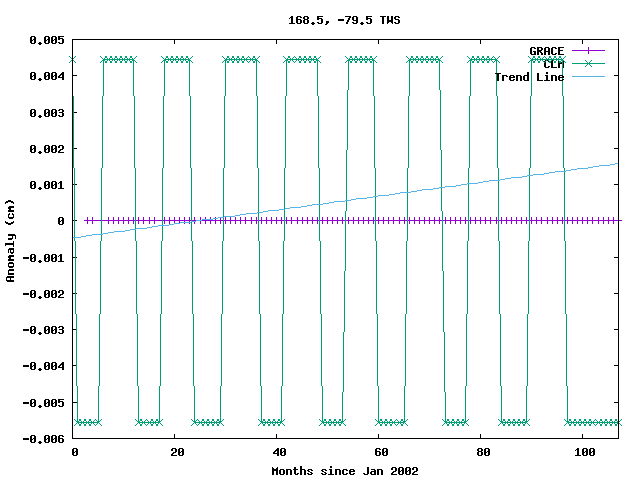 168.5, -79.5 TWS
0.005
GRACE
CLM
Trend Line
0.004
0.003
0.002
0.001
0
-0.001
-0.002
-0.003
-0.004
-0.005
-0.006
Anomaly (cm)
0 20 40 60 80 100
Months since Jan 2002